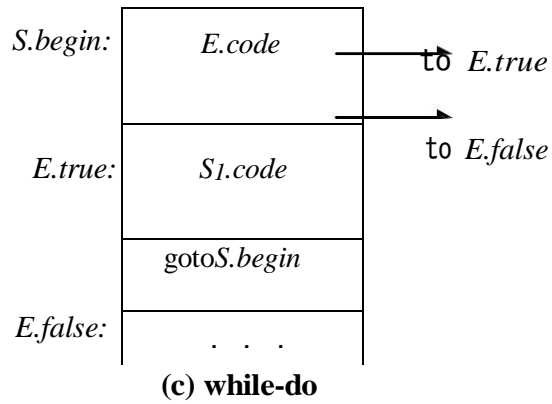 S.begin: E.code to E.true
to E.false
E.true: S1.code
gotoS.begin
E.false: . . .
(c) while-do